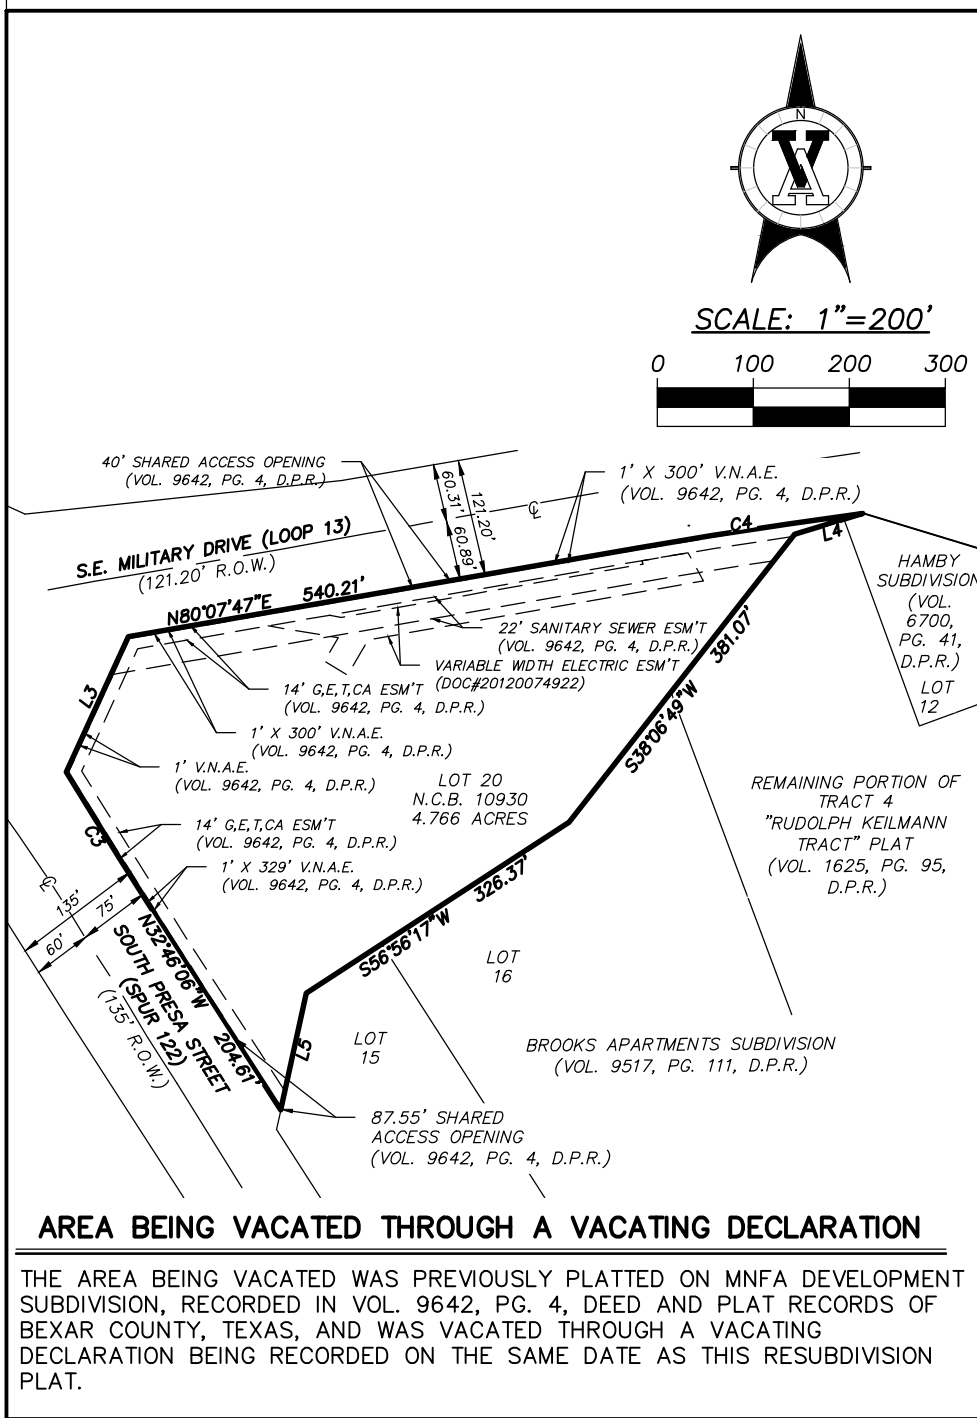 N
VA
SCALE: 1"=200'
0 100 200 300
40' SHARED ACCESS OPENING
(VOL. 9642, PG. 4, D.P.R.)
60.31'
121.20'
60.89'
℄
1' X 300' V.N.A.E.
(VOL. 9642, PG. 4, D.P.R.)
C4
L4
S.E. MILITARY DRIVE (LOOP 13)
(121.20' R.O.W.)
N80°07'47"E 540.21'
HAMBY
SUBDIVISION
(VOL.
6700,
PG. 41,
D.P.R.)
LOT
12
22' SANITARY SEWER ESM'T
(VOL. 9642, PG. 4, D.P.R.)
VARIABLE WIDTH ELECTRIC ESM'T
(DOC#20120074922)
14' G,E,T,CA ESM'T
(VOL. 9642, PG. 4, D.P.R.)
1' X 300' V.N.A.E.
(VOL. 9642, PG. 4, D.P.R.)
L3
1' V.N.A.E.
(VOL. 9642, PG. 4, D.P.R.)
LOT 20
N.C.B. 10930
4.766 ACRES
S38°06'49"W 381.07'
REMAINING PORTION OF
TRACT 4
"RUDOLPH KEILMANN
TRACT" PLAT
(VOL. 1625, PG. 95,
D.P.R.)
C3
14' G,E,T,CA ESM'T
(VOL. 9642, PG. 4, D.P.R.)
1' X 329' V.N.A.E.
(VOL. 9642, PG. 4, D.P.R.)
℄
135'
75'
60'
N32°46'06"W 204.61'
SOUTH PRESA STREET
(SPUR 122)
(135' R.O.W.)
S56°56'17"W 326.37'
LOT
16
LOT
15
L5
BROOKS APARTMENTS SUBDIVISION
(VOL. 9517, PG. 111, D.P.R.)
87.55' SHARED
ACCESS OPENING
(VOL. 9642, PG. 4, D.P.R.)
AREA BEING VACATED THROUGH A VACATING DECLARATION
THE AREA BEING VACATED WAS PREVIOUSLY PLATTED ON MNFA DEVELOPMENT
SUBDIVISION, RECORDED IN VOL. 9642, PG. 4, DEED AND PLAT RECORDS OF
BEXAR COUNTY, TEXAS, AND WAS VACATED THROUGH A VACATING
DECLARATION BEING RECORDED ON THE SAME DATE AS THIS RESUBDIVISION
PLAT.